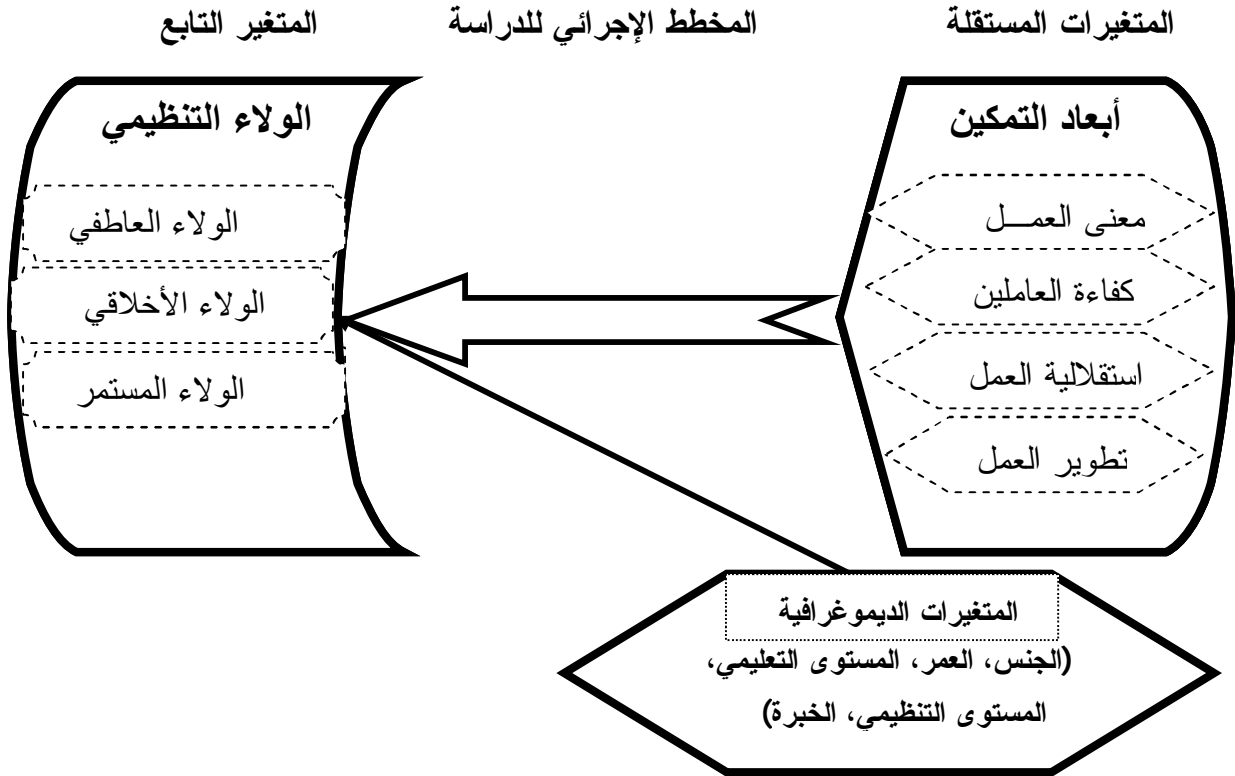 المتغيرات المستقلة
المخطط الإجرائي للدراسة
المتغير التابع
أبعاد التمكين
معنى العمـــل
كفاءة العاملين
استقلالية العمل
تطوير العمل
الولاء التنظيمي
الولاء العاطفي
الولاء الأخلاقي
الولاء المستمر
المتغيرات الديموغرافية
(الجنس، العمر، المستوى التعليمي،
المستوى التنظيمي، الخبرة)